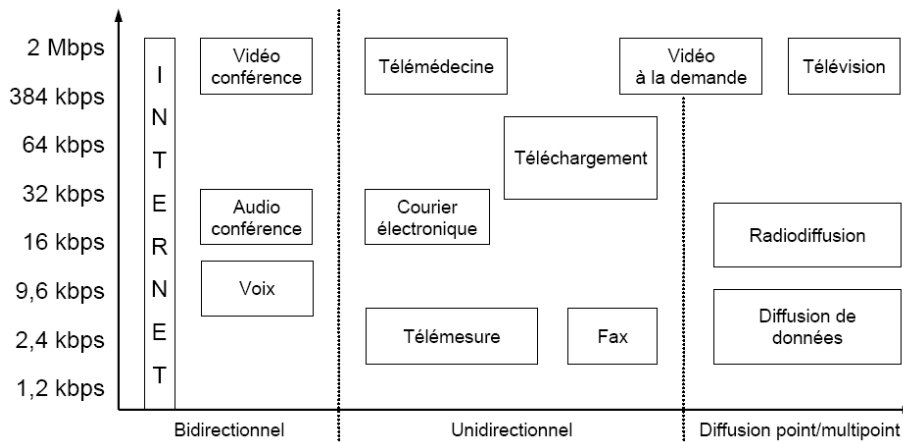 2 Mbps
384 kbps
64 kbps
32 kbps
16 kbps
9,6 kbps
2,4 kbps
1,2 kbps
I
N
T
E
R
N
E
T
Vidéo
conférence
Audio
conférence
Voix
Télémédecine
Vidéo
à la demande
Télévision
Téléchargement
Courier
électronique
Radiodiffusion
Télémesure
Fax
Diffusion de
données
Bidirectionnel
Unidirectionnel
Diffusion point/multipoint